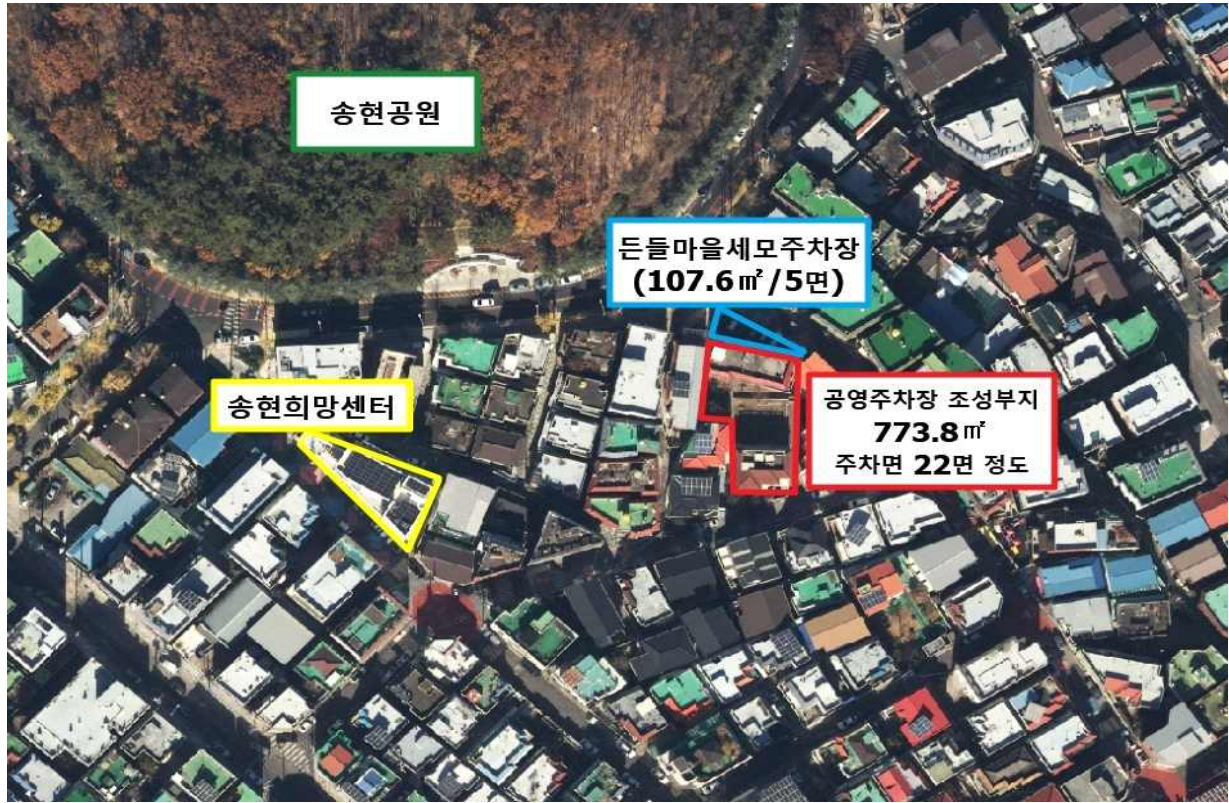 송현공원
든들마을세모주차장
(107.6㎡/5면)
송현희망센터
공영주차장 조성부지
773.8㎡
주차면 22면 정도